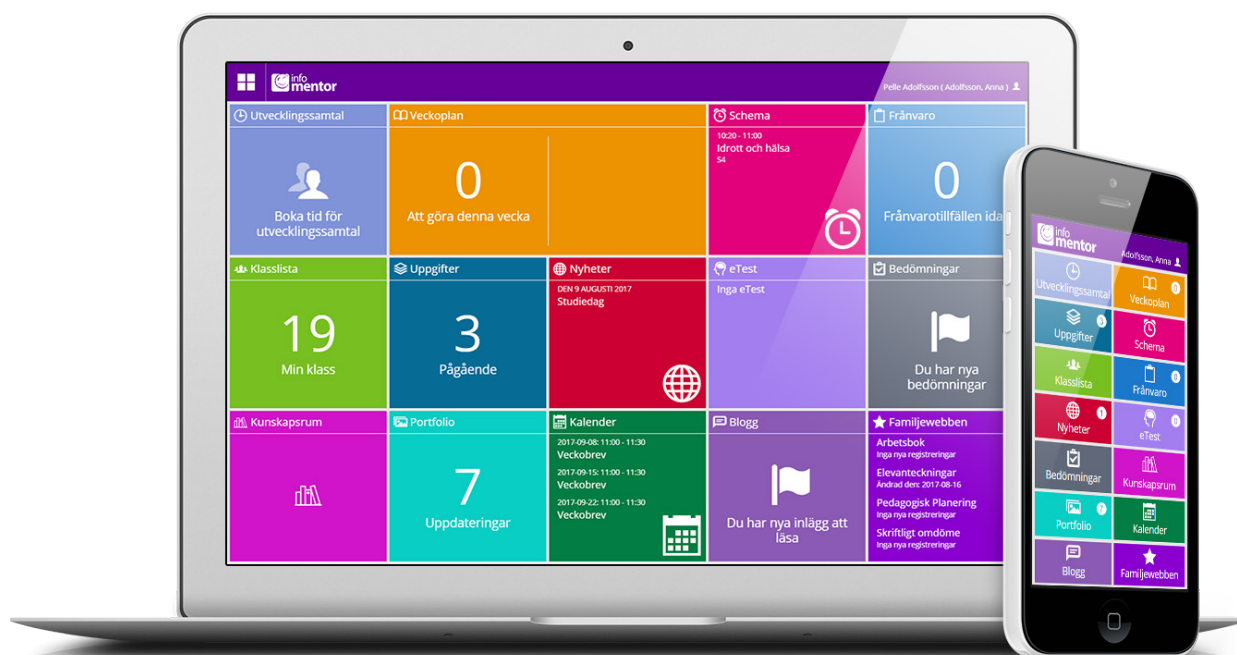 info
mentor
Pelle Adolfsson ( Adolfsson, Anna )
Utvecklingssamtal
Boka tid för
utvecklingssamtal
Veckoplan
0
Att göra denna vecka
Schema
10:20 - 11:00
Idrott och hälsa
S4
Frånvaro
0
Frånvarotillfällen ida
Klasslista
19
Min klass
Uppgifter
3
Pågående
Nyheter
DEN 9 AUGUSTI 2017
Studiedag
eTest
Inga eTest
Bedömningar
Du har nya
bedömningar
Kunskapsrum
Portfolio
7
Uppdateringar
Kalender
2017-09-08: 11:00 - 11:30
Veckobrev
2017-09-15: 11:00 - 11:30
Veckobrev
2017-09-22: 11:00 - 11:30
Veckobrev
Blogg
Du har nya inlägg att
läsa
Familjewebben
Arbetsbok
Inga nya registreringar
Elevanteckningar
Ändrad den: 2017-08-16
Pedagogisk Planering
Inga nya registreringar
Skriftligt omdöme
Inga nya registreringar
info
mentor
Adolfsson, Anna
Utvecklingssamtal
Veckoplan
0
Uppgifter
3
Schema
Klasslista
Frånvaro
0
Nyheter
1
eTest
0
Bedömningar
Kunskapsrum
Portfolio
7
Kalender
Blogg
Familjewebben